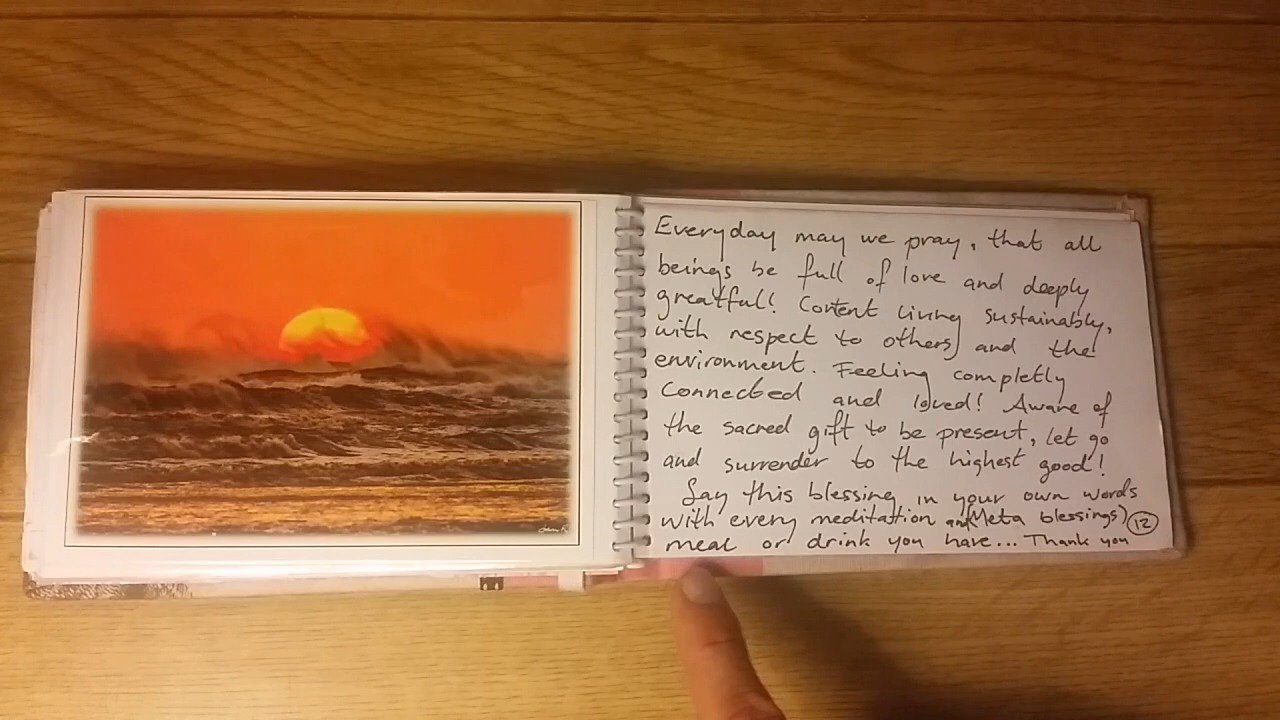 Everyday may we pray, that all
beings be full of love and deeply
greatful! Content living sustainably,
with respect to others, and the
environment. Feeling completly
connected and loved! Aware of
the sacred gift to be present, let go
and surrender to the highest good!
Say this blessing in your own words
with every meditation and (Meta blessings)
meal or drink you have... Thank you
12